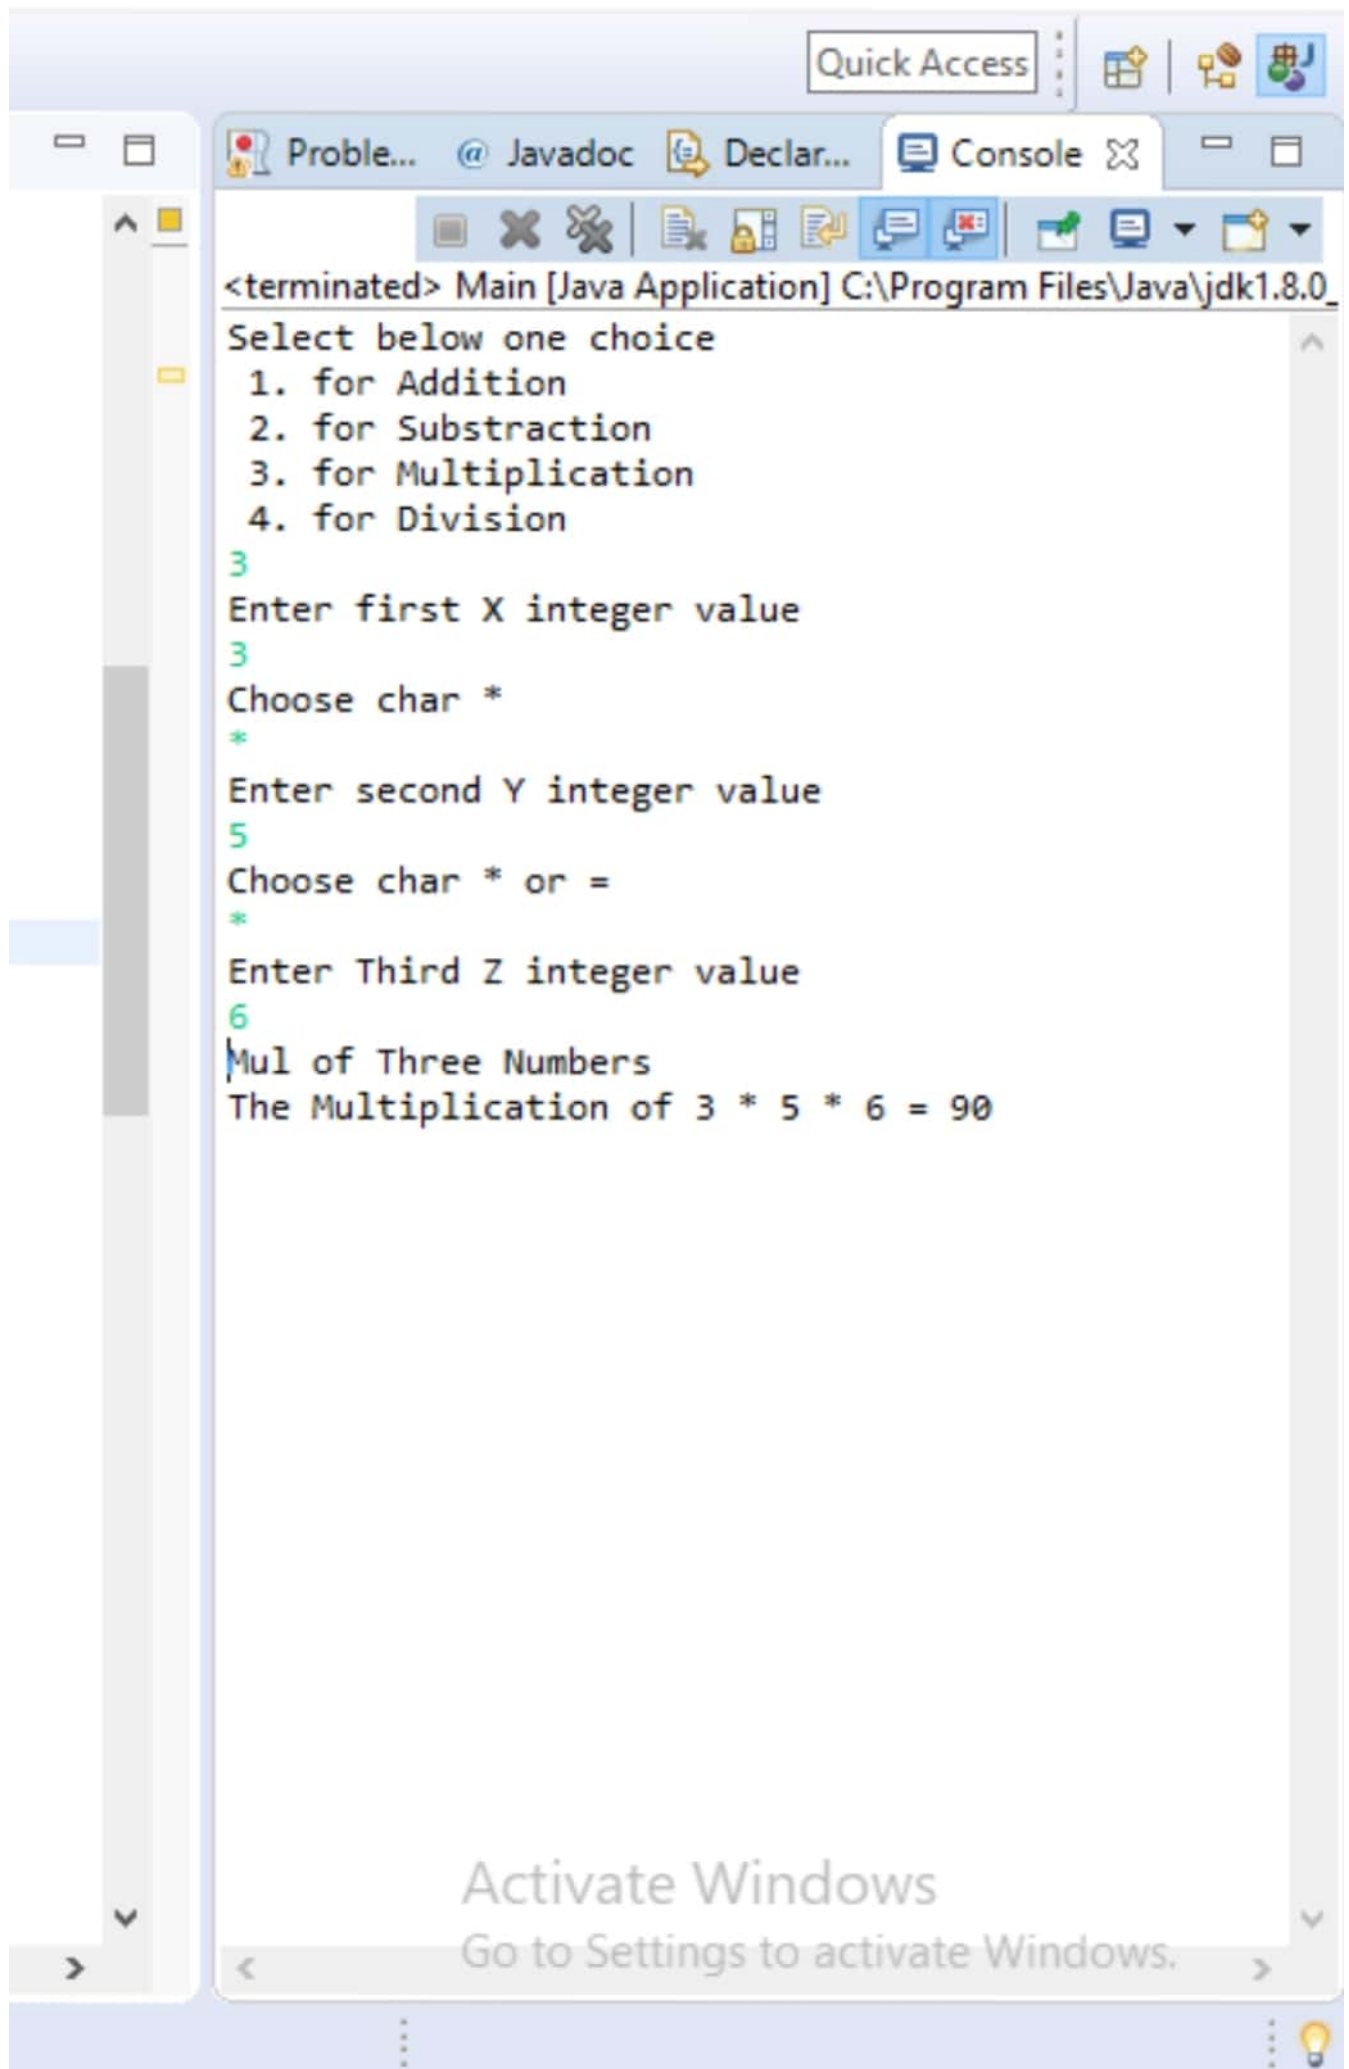 Quick Access
Proble... @ Javadoc Declar... Console
<terminated> Main [Java Application] C:\Program Files\Java\jdk1.8.0_
Select below one choice
1. for Addition
2. for Substraction
3. for Multiplication
4. for Division
3
Enter first X integer value
3
Choose char *
*
Enter second Y integer value
5
Choose char * or =
*
Enter Third Z integer value
6
Mul of Three Numbers
The Multiplication of 3 * 5 * 6 = 90
Activate Windows
Go to Settings to activate Windows.